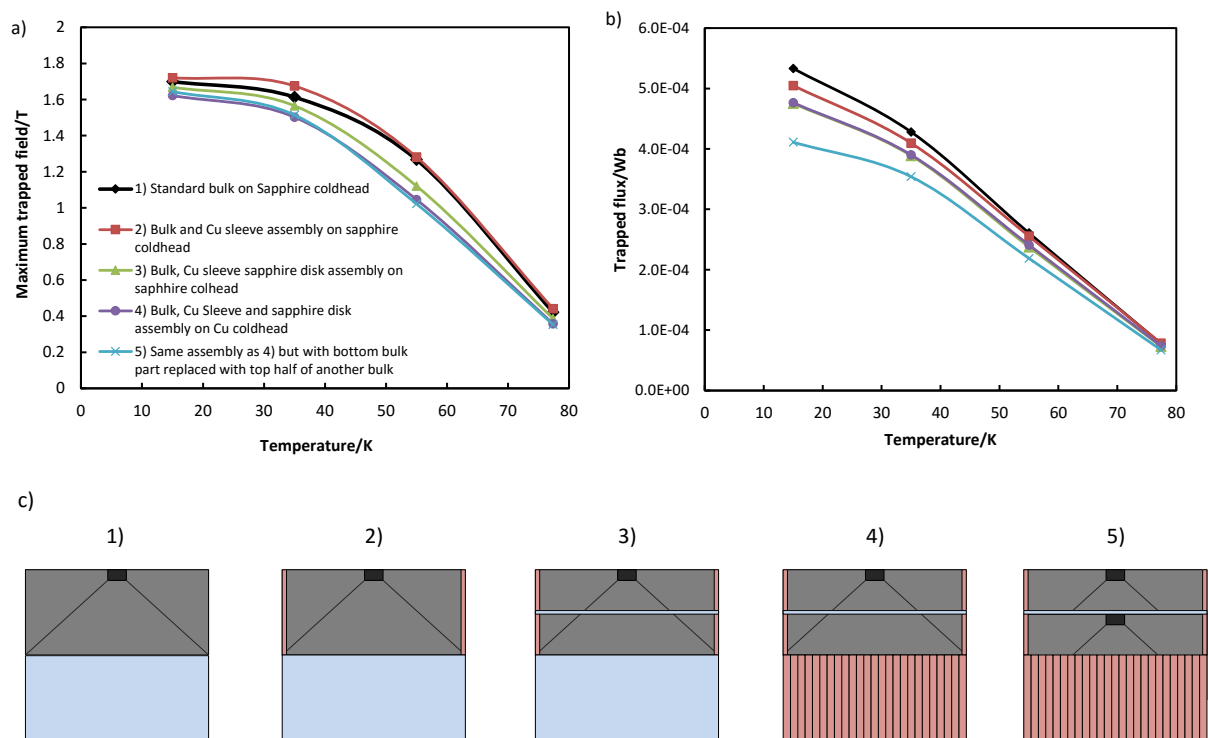 a)
2
1.8
1.6
1.4
1.2
1
0.8
0.6
0.4
0.2
0
0
10
20
30
40
50
60
70
80
Maximum trapped field/T
Temperature/K
1) Standard bulk on Sapphire coldhead
2) Bulk and Cu sleeve assembly on sapphire
coldhead
3) Bulk, Cu sleeve sapphire disk assembly on
saphhire colhead
4) Bulk, Cu Sleeve and sapphire disk
assembly on Cu coldhead
5) Same assembly as 4) but with bottom bulk
part replaced with top half of another bulk
b)
6.0E-04
5.0E-04
4.0E-04
3.0E-04
2.0E-04
1.0E-04
0.0E+00
0
10
20
30
40
50
60
70
80
Trapped flux/Wb
Temperature/K
c)
1)
2)
3)
4)
5)